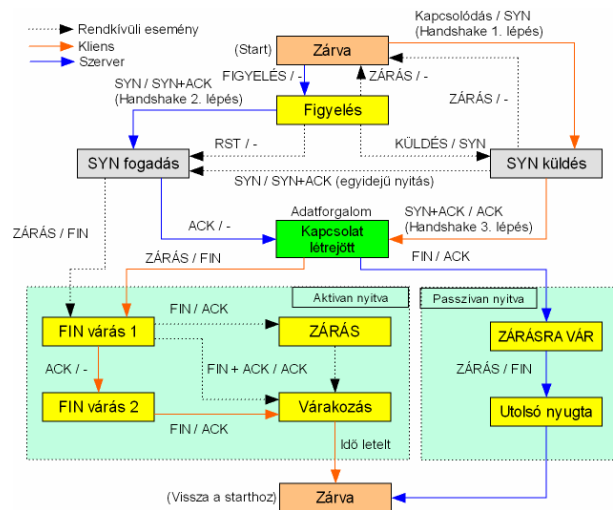 Rendkívüli esemény
Kliens
Szerver
(Start)
Zárva
Kapcsolódás / SYN
(Handshake 1. lépés)
FIGYELÉS / -
ZÁRÁS / -
SYN / SYN+ACK
(Handshake 2. lépés)
ZÁRÁS / -
Figyelés
RST / -
KÜLDÉS / SYN
SYN fogadás
SYN küldés
SYN / SYN+ACK (egyidejű nyitás)
ZÁRÁS / FIN
ACK / -
Adatforgalom
Kapcsolat
létrejött
SYN+ACK / ACK
(Handshake 3. lépés)
ZÁRÁS / FIN
FIN / ACK
Aktivan nyitva
Passzivan nyitva
FIN várás 1
FIN / ACK
ZÁRÁS
ZÁRÁSRA VÁR
ACK / -
FIN + ACK / ACK
ZÁRÁS / FIN
FIN várás 2
Várakozás
Utolsó nyugta
FIN / ACK
Idő letelt
(Vissza a starthoz)
Zárva